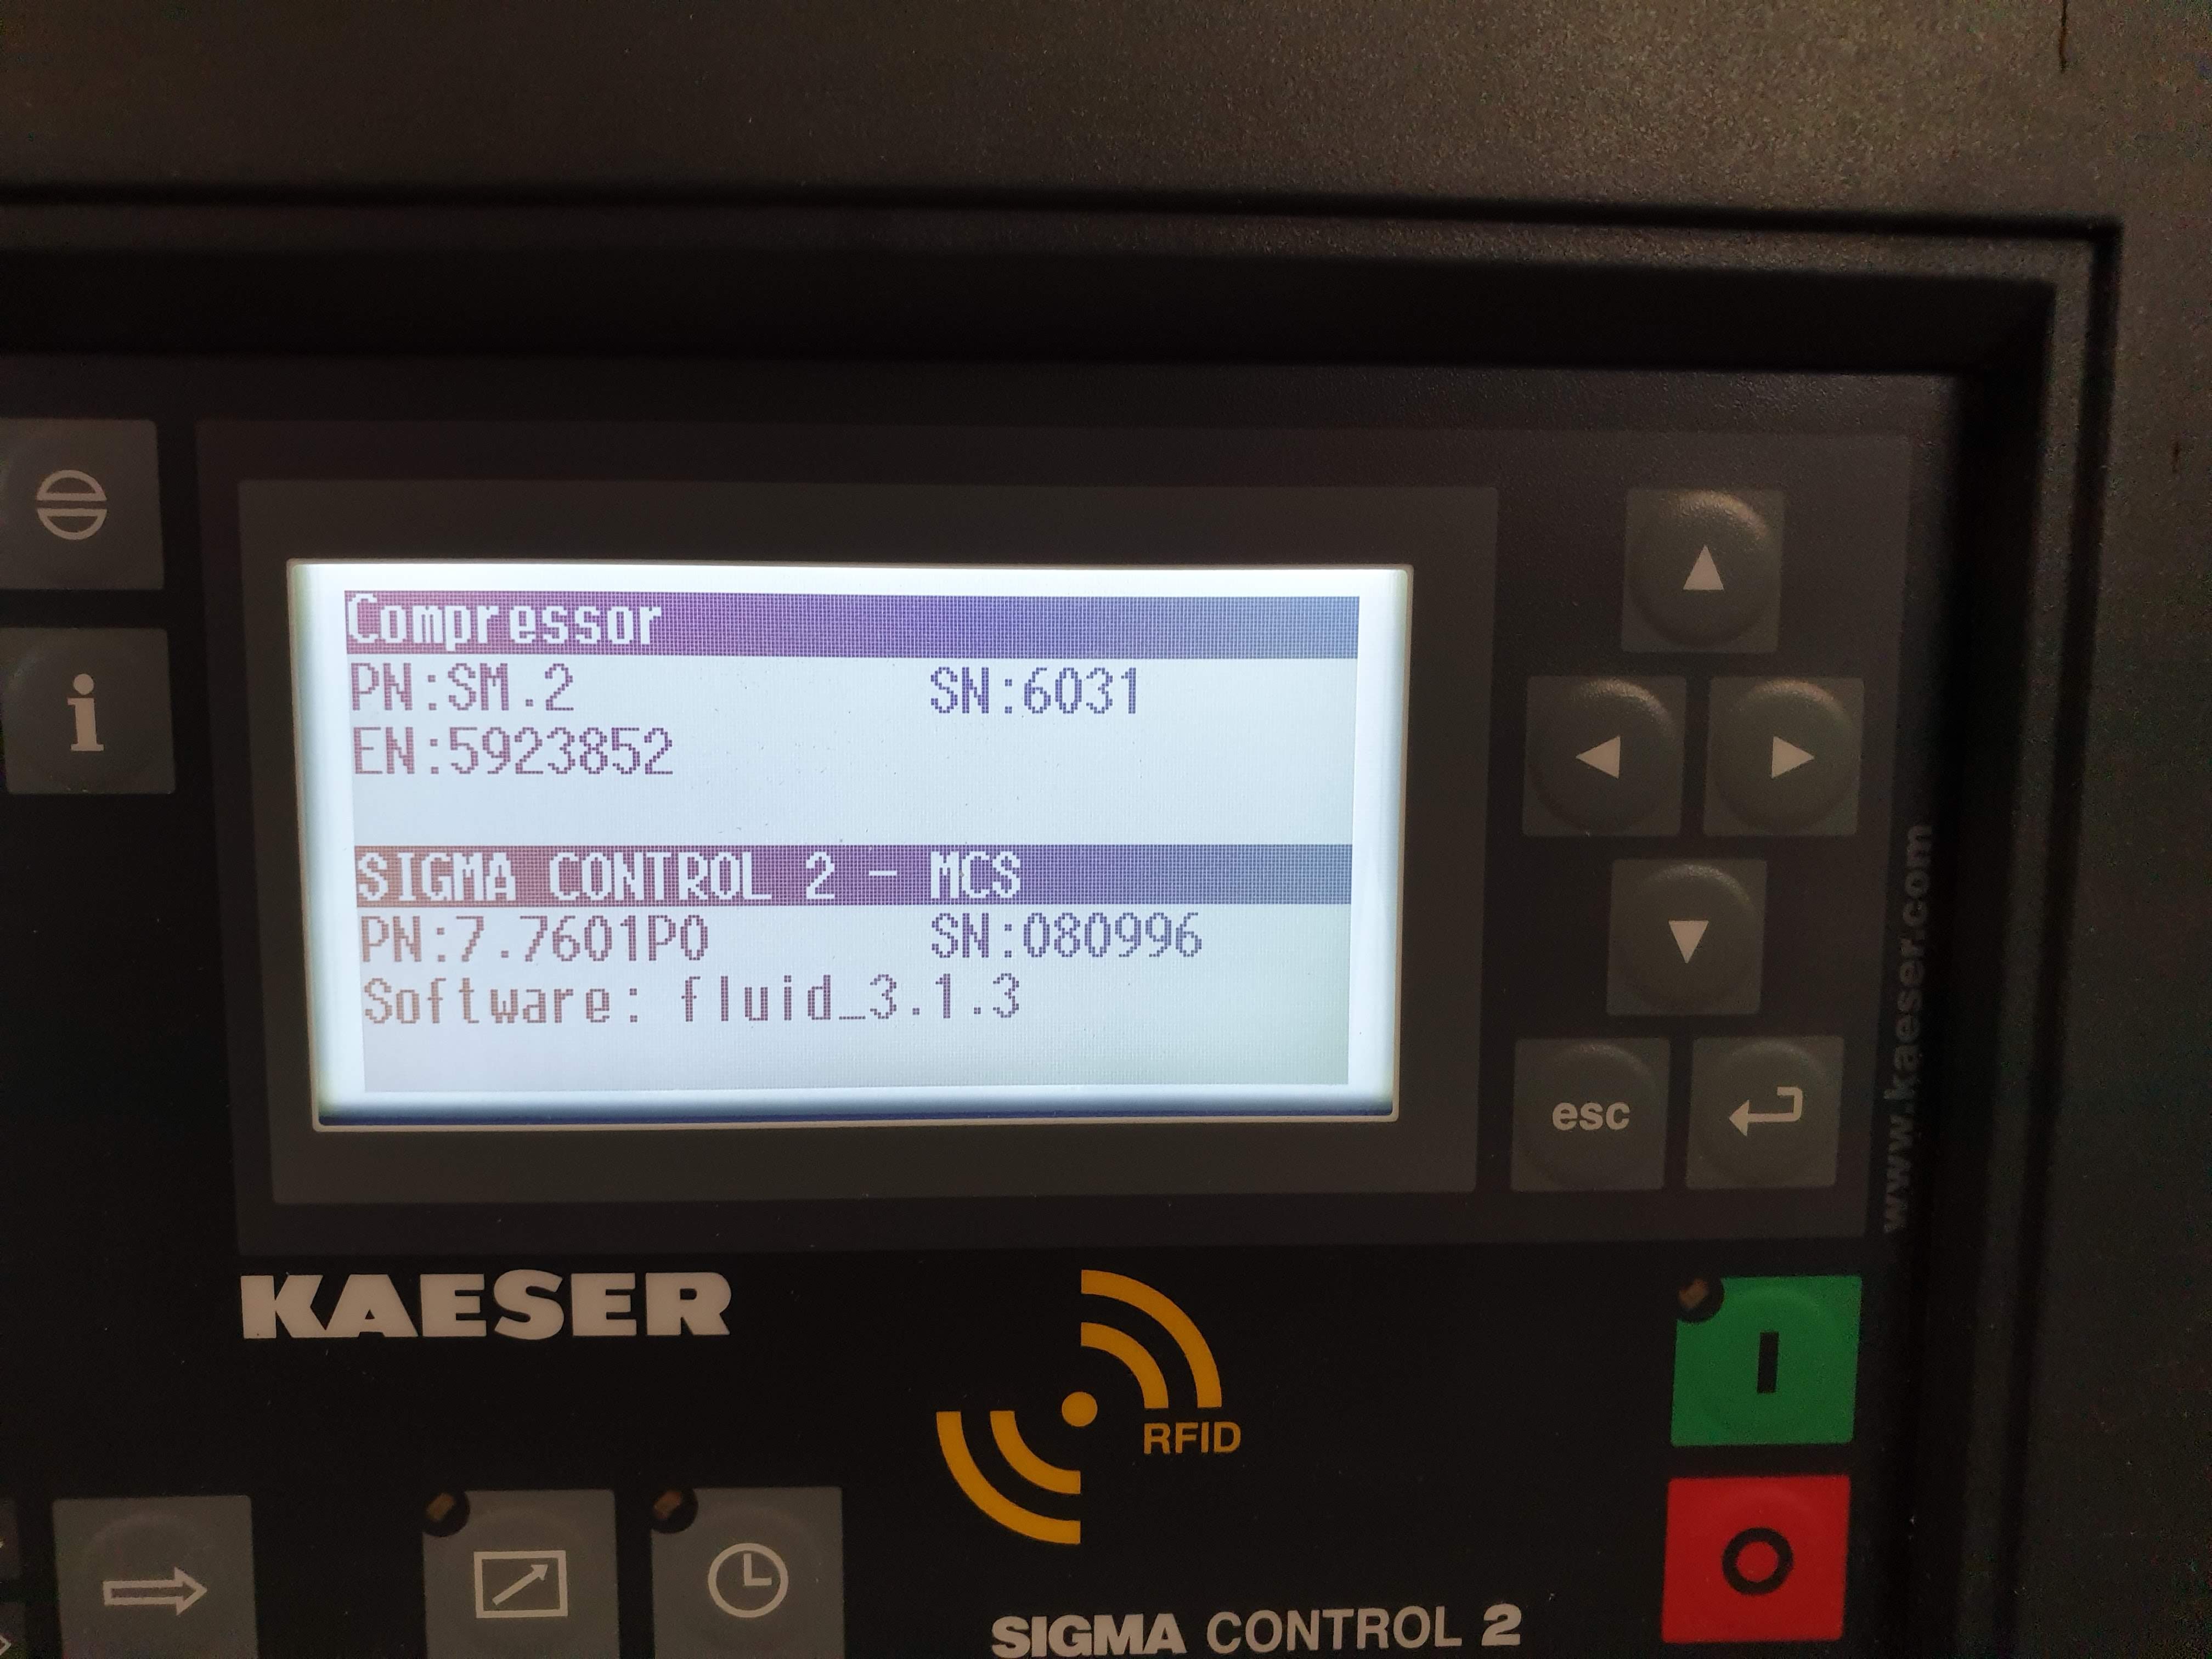 Compressor
PN:SM.2 SN:6031
EN:5923852
SIGMA CONTROL 2 - MCS
PN:7.7601P0 SN:080996
Software: fluid_3.1.3
i
esc
www.kaeser.com
KAESER
RFID
I
O
SIGMA CONTROL 2